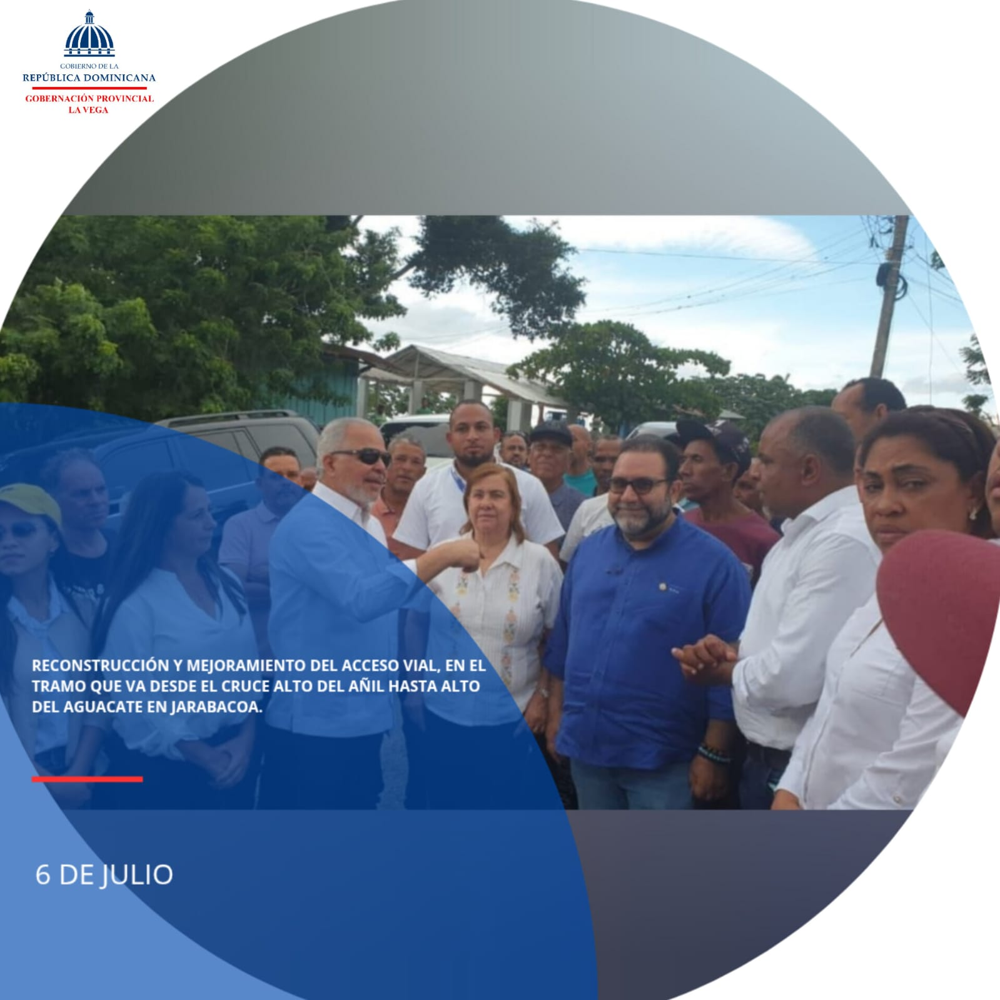 GOBIERNO DE LA
REPÚBLICA DOMINICANA
GOBERNACIÓN PROVINCIAL
LA VEGA
RECONSTRUCCIÓN Y MEJORAMIENTO DEL ACCESO VIAL, EN EL
TRAMO QUE VA DESDE EL CRUCE ALTO DEL AÑIL HASTA ALTO
DEL AGUACATE EN JARABACOA.
6 DE JULIO